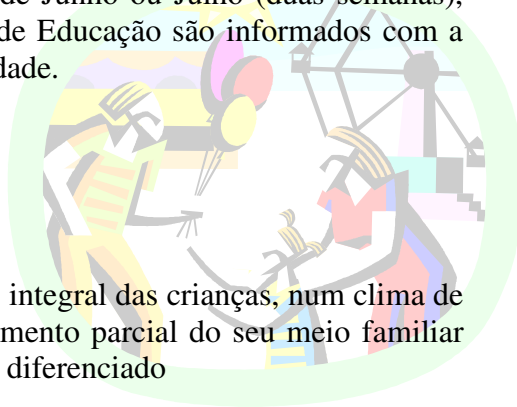 de Junho ou Julho (duas semanas),
de Educação são informados com a
dade.
integral das crianças, num clima de
mento parcial do seu meio familiar
diferenciado